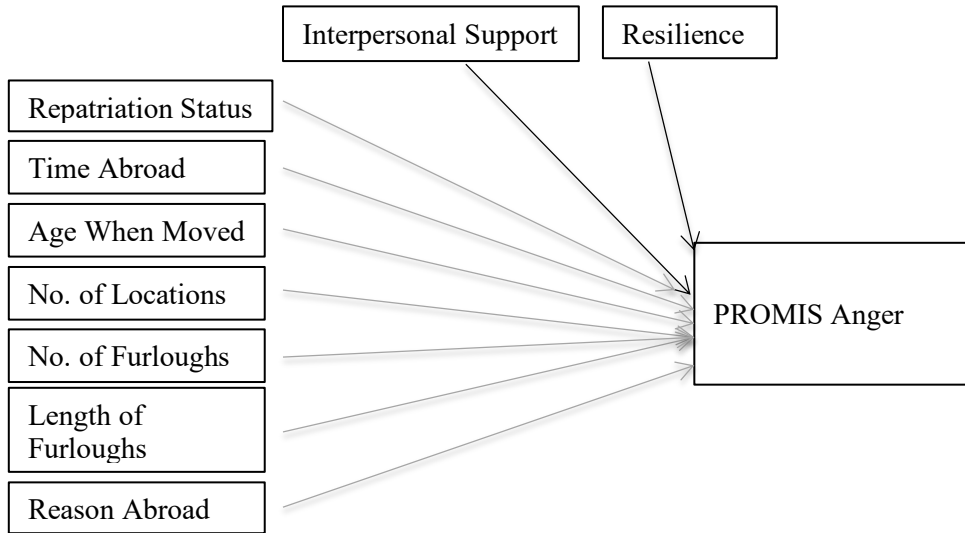 Interpersonal Support
Resilience
Repatriation Status
Time Abroad
Age When Moved
No. of Locations
No. of Furloughs
Length of
Furloughs
Reason Abroad
PROMIS Anger